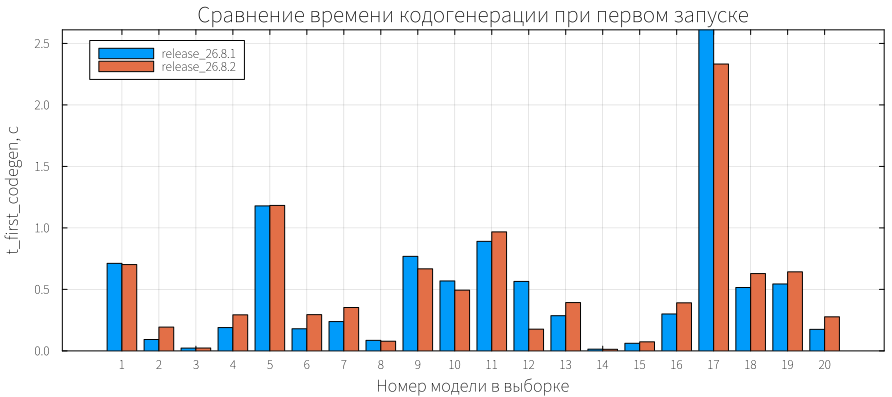 Сравнение времени кодогенерации при первом запуске
release_26.8.1
release_26.8.2
t_first_codegen, с
2.5
2.0
1.5
1.0
0.5
0.0
1 2 3 4 5 6 7 8 9 10 11 12 13 14 15 16 17 18 19 20
Номер модели в выборке